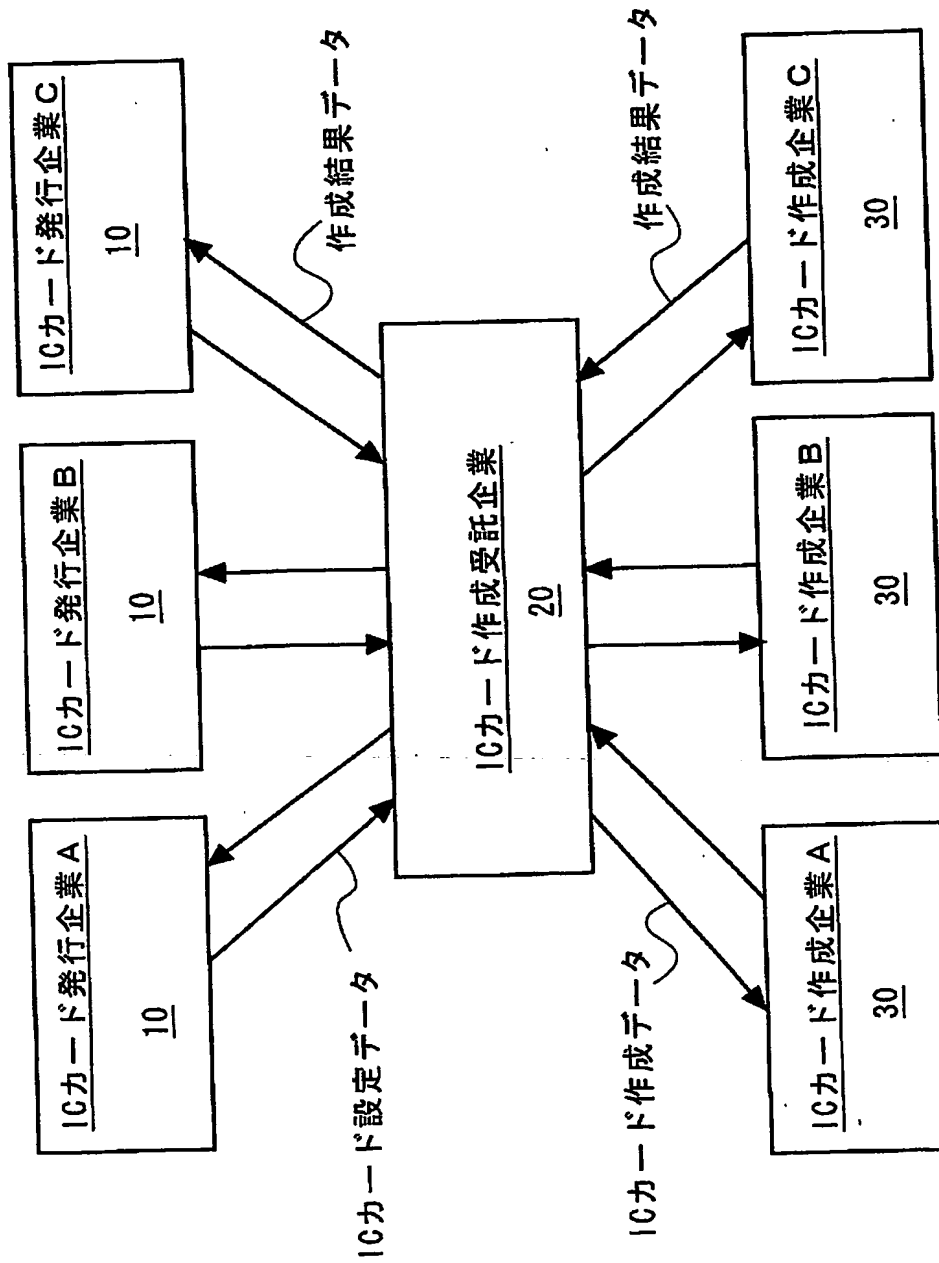 ICカード発行企業A
10
ICカード発行企業B
10
ICカード発行企業C
10
ICカード設定データ
作成結果データ
ICカード作成受託企業
20
ICカード作成データ
作成結果データ
ICカード作成企業A
30
ICカード作成企業B
30
ICカード作成企業C
30